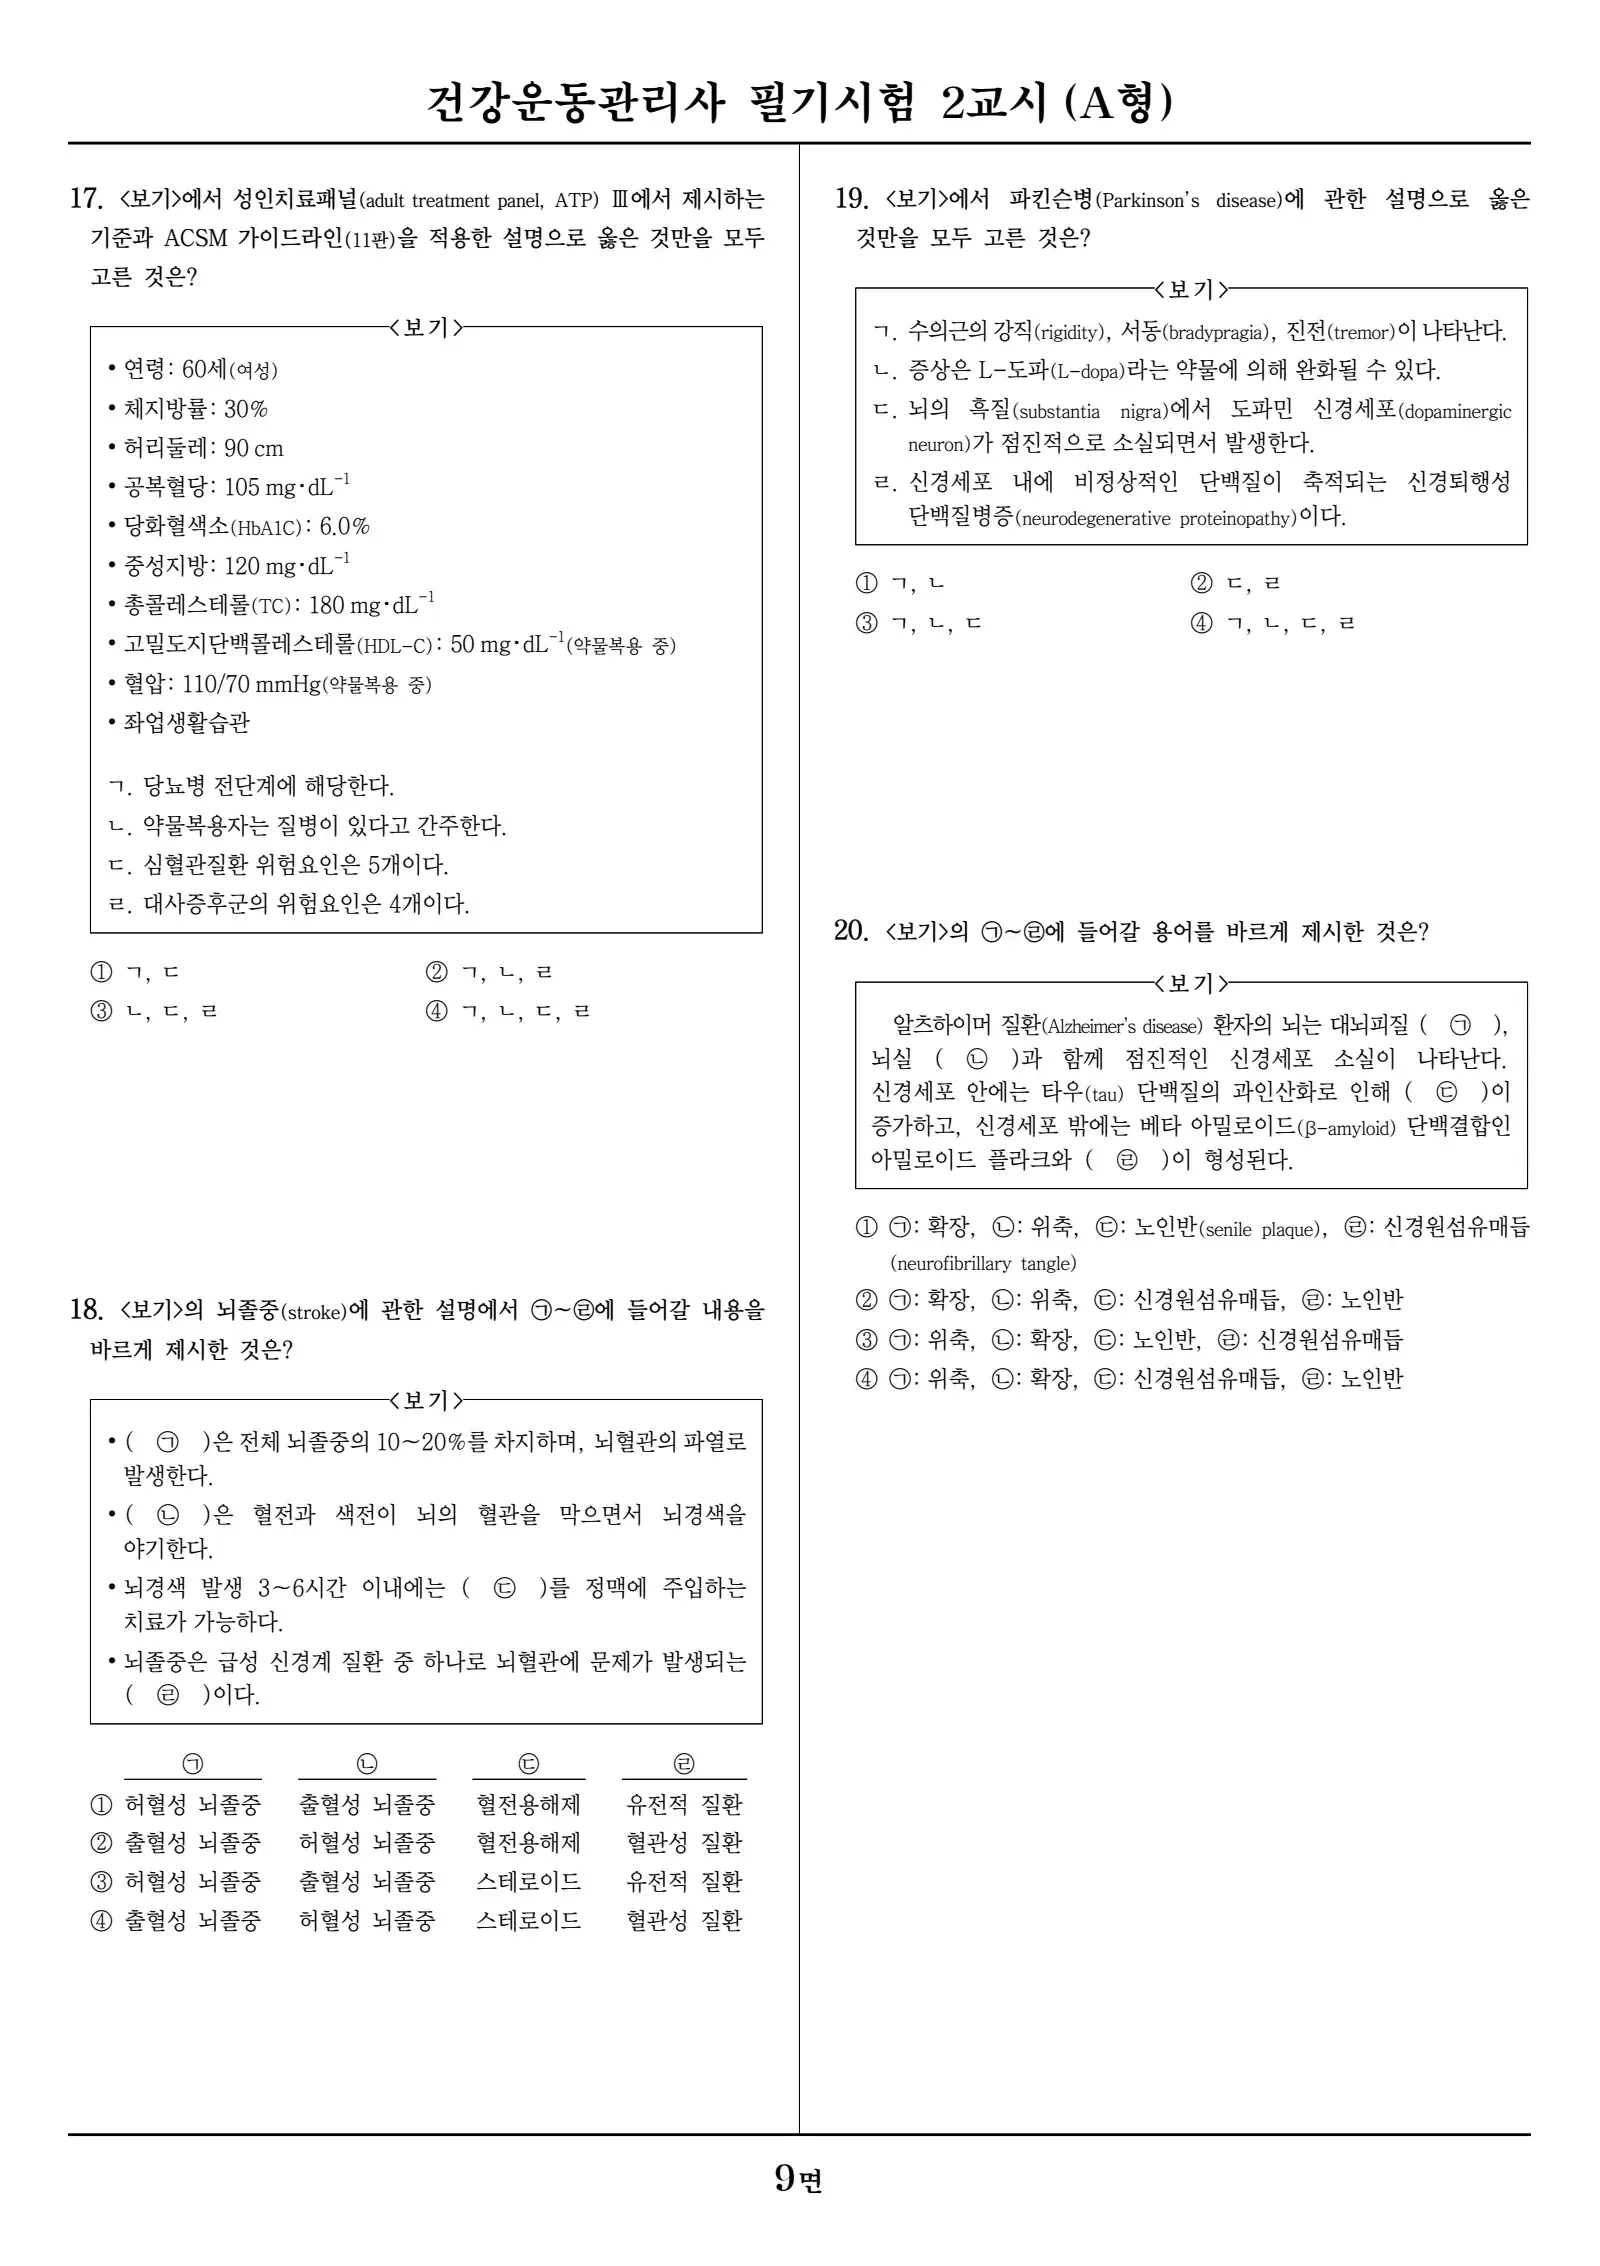 건강운동관리사 필기시험 2교시 (A형)
17. <보기>에서 성인치료패널(adult treatment panel, ATP) Ⅲ에서 제시하는
기준과 ACSM 가이드라인(11판)을 적용한 설명으로 옳은 것만을 모두
고른 것은?
<보기>
• 연령: 60세(여성)
• 체지방률: 30%
• 허리둘레: 90 cm
• 공복혈당: 105 mg·dL⁻¹
• 당화혈색소(HbA1C): 6.0%
• 중성지방: 120 mg·dL⁻¹
• 총콜레스테롤(TC): 180 mg·dL⁻¹
• 고밀도지단백콜레스테롤(HDL-C): 50 mg·dL⁻¹(약물복용 중)
• 혈압: 110/70 mmHg(약물복용 중)
• 좌업생활습관
ㄱ. 당뇨병 전단계에 해당한다.
ㄴ. 약물복용자는 질병이 있다고 간주한다.
ㄷ. 심혈관질환 위험요인은 5개이다.
ㄹ. 대사증후군의 위험요인은 4개이다.
① ㄱ, ㄷ ② ㄱ, ㄴ, ㄹ
③ ㄴ, ㄷ, ㄹ ④ ㄱ, ㄴ, ㄷ, ㄹ
18. <보기>의 뇌졸중(stroke)에 관한 설명에서 ㉠~㉣에 들어갈 내용을
바르게 제시한 것은?
<보기>
• ( ㉠ )은 전체 뇌졸중의 10~20%를 차지하며, 뇌혈관의 파열로
발생한다.
• ( ㉡ )은 혈전과 색전이 뇌의 혈관을 막으면서 뇌경색을
야기한다.
• 뇌경색 발생 3~6시간 이내에는 ( ㉢ )를 정맥에 주입하는
치료가 가능하다.
• 뇌졸중은 급성 신경계 질환 중 하나로 뇌혈관에 문제가 발생되는
( ㉣ )이다.
㉠ ㉡ ㉢ ㉣
① 허혈성 뇌졸중 출혈성 뇌졸중 혈전용해제 유전적 질환
② 출혈성 뇌졸중 허혈성 뇌졸중 혈전용해제 혈관성 질환
③ 허혈성 뇌졸중 출혈성 뇌졸중 스테로이드 유전적 질환
④ 출혈성 뇌졸중 허혈성 뇌졸중 스테로이드 혈관성 질환
19. <보기>에서 파킨슨병(Parkinson's disease)에 관한 설명으로 옳은
것만을 모두 고른 것은?
<보기>
ㄱ. 수의근의 강직(rigidity), 서동(bradypragia), 진전(tremor)이 나타난다.
ㄴ. 증상은 L-도파(L-dopa)라는 약물에 의해 완화될 수 있다.
ㄷ. 뇌의 흑질(substantia nigra)에서 도파민 신경세포(dopaminergic
neuron)가 점진적으로 소실되면서 발생한다.
ㄹ. 신경세포 내에 비정상적인 단백질이 축적되는 신경퇴행성
단백질병증(neurodegenerative proteinopathy)이다.
① ㄱ, ㄴ ② ㄷ, ㄹ
③ ㄱ, ㄴ, ㄷ ④ ㄱ, ㄴ, ㄷ, ㄹ
20. <보기>의 ㉠~㉣에 들어갈 용어를 바르게 제시한 것은?
<보기>
알츠하이머 질환(Alzheimer's disease) 환자의 뇌는 대뇌피질 ( ㉠ ),
뇌실 ( ㉡ )과 함께 점진적인 신경세포 소실이 나타난다.
신경세포 안에는 타우(tau) 단백질의 과인산화로 인해 ( ㉢ )이
증가하고, 신경세포 밖에는 베타 아밀로이드(β-amyloid) 단백결합인
아밀로이드 플라크와 ( ㉣ )이 형성된다.
① ㉠: 확장, ㉡: 위축, ㉢: 노인반(senile plaque), ㉣: 신경원섬유매듭
(neurofibrillary tangle)
② ㉠: 확장, ㉡: 위축, ㉢: 신경원섬유매듭, ㉣: 노인반
③ ㉠: 위축, ㉡: 확장, ㉢: 노인반, ㉣: 신경원섬유매듭
④ ㉠: 위축, ㉡: 확장, ㉢: 신경원섬유매듭, ㉣: 노인반
9면